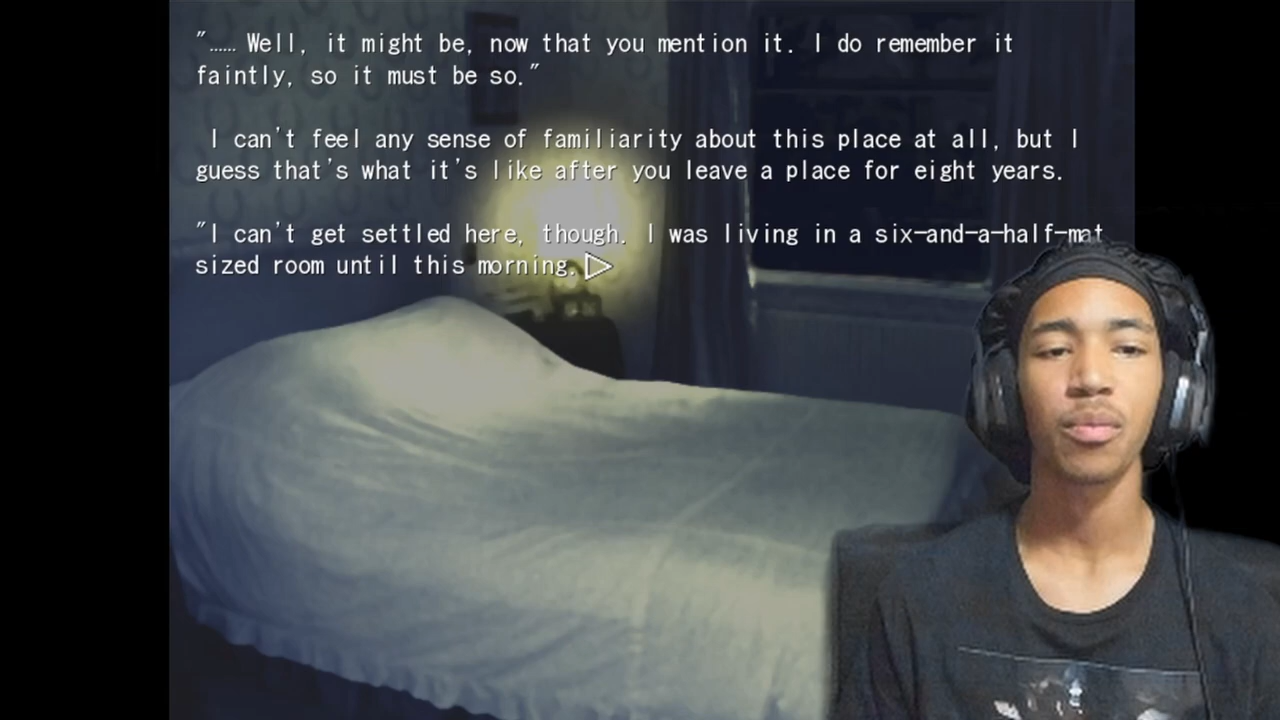 "…… Well, it might be, now that you mention it. I do remember it
faintly, so it must be so."
I can't feel any sense of familiarity about this place at all, but I
guess that's what it's like after you leave a place for eight years.
"I can't get settled here, though. I was living in a six-and-a-half-mat
sized room until this morning.